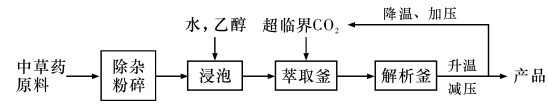 水，乙醇 超临界CO₂ 降温、加压
中草药
原料
除杂
粉碎
浸泡
萃取釜
解析釜
升温
减压
产品